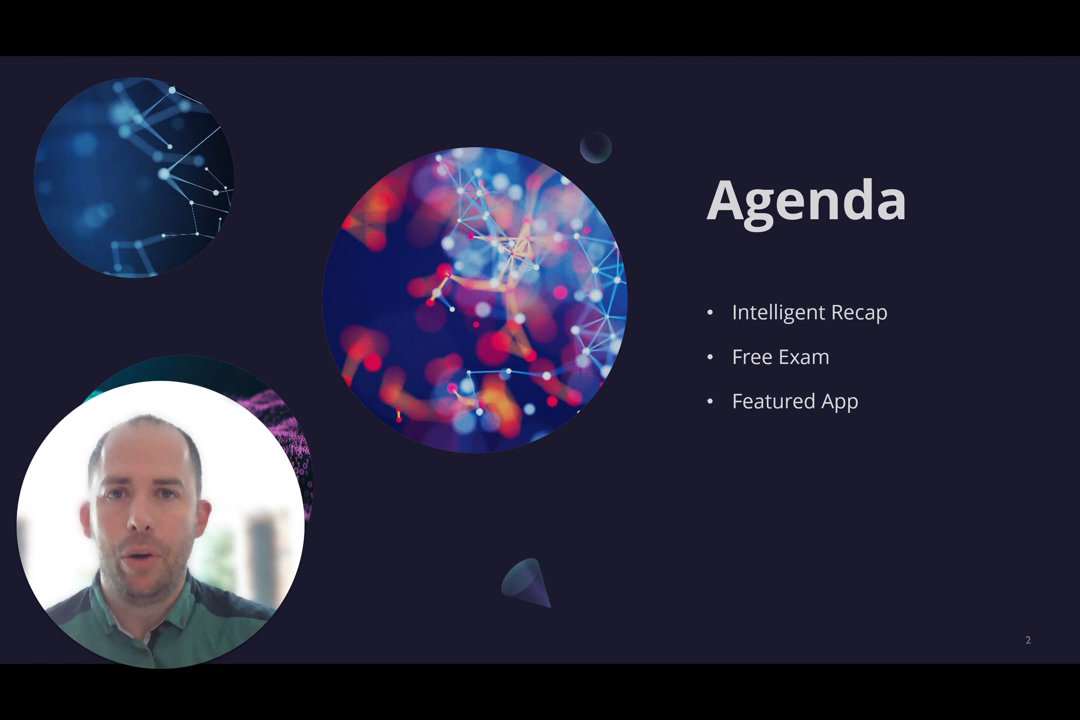 Agenda
• Intelligent Recap
• Free Exam
• Featured App
2